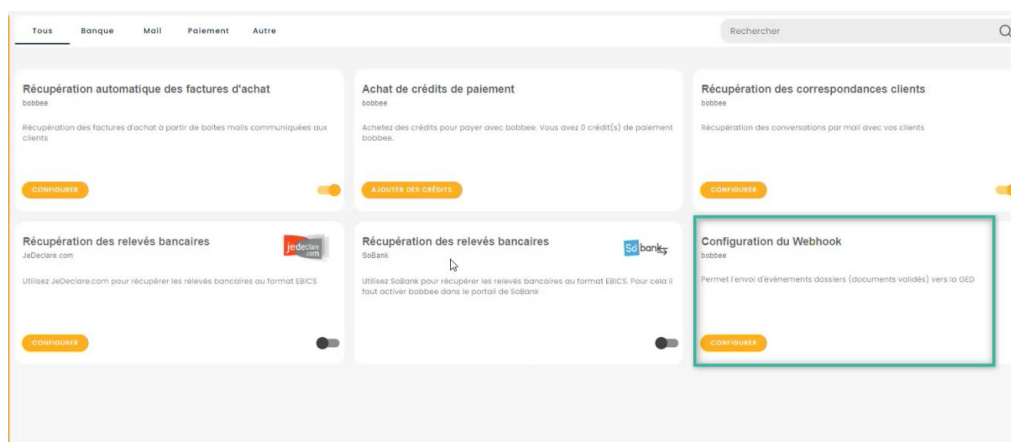 Tous Banque Mail Paiement Autre Rechercher
Récupération automatique des factures d'achat
bobbee
Récupération des factures d'achat à partir de boîtes mails communiquées aux
clients
CONFIGURER
Achat de crédits de paiement
bobbee
Achetez des crédits pour payer avec bobbee. Vous avez 0 crédit(s) de paiement
bobbee.
AJOUTER DES CRÉDITS
Récupération des correspondances clients
bobbee
Récupération des conversations par mail avec vos clients
CONFIGURER
Récupération des relevés bancaires
JeDeclare.com
jedeclare
.com
Utilisez JeDeclare.com pour récupérer les relevés bancaires au format EBICS
CONFIGURER
Récupération des relevés bancaires
SoBank
So bank
Utilisez SoBank pour récupérer les relevés bancaires au format EBICS. Pour cela il
faut activer bobbee dans le portail de SoBank
Configuration du Webhook
bobbee
Permet l'envoi d'événements dossiers (documents validés) vers la GED
CONFIGURER